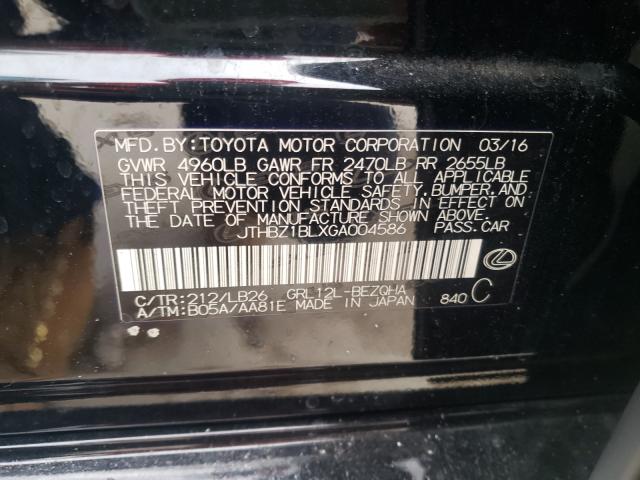 MFD.BY:TOYOTA MOTOR CORPORATION 03/16
GVWR 4960LB GAWR FR 2470LB RR 2655LB
THIS VEHICLE CONFORMS TO ALL APPLICABLE
FEDERAL MOTOR VEHICLE SAFETY,BUMPER,AND
THEFT PREVENTION STANDARDS IN EFFECT ON
THE DATE OF MANUFACTURE SHOWN ABOVE.
JTHBZ1BLXGA004586 PASS.CAR
C/TR:212/LB26 GRL12L-BEZQHA
A/TM:B05A/AA81E MADE IN JAPAN 840 C